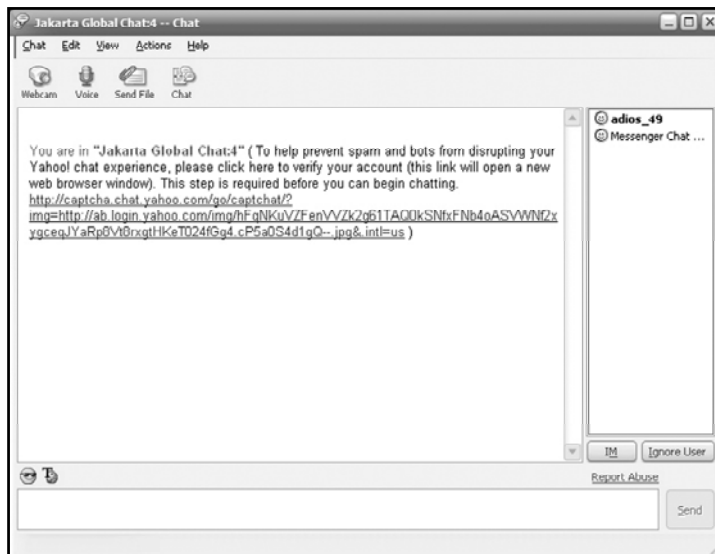 Jakarta Global Chat:4 -- Chat
Chat Edit View Actions Help
Webcam Voice Send File Chat
You are in "Jakarta Global Chat:4" ( To help prevent spam and bots from disrupting your
Yahoo! chat experience, please click here to verify your account (this link will open a new
web browser window). This step is required before you can begin chatting.
http://captcha.chat.yahoo.com/go/captchat/?
img=http://ab.login.yahoo.com/img/hFqNKuVZFenVVZk2g61TAQ0kSNfxFNb4oASVWNf2x
ygceqJYaRp8Vt8rxgtHKeT024fGg4.cP5a0S4d1gQ--.jpg&.intl=us )
adios_49
Messenger Chat ...
IM Ignore User
Report Abuse
Send